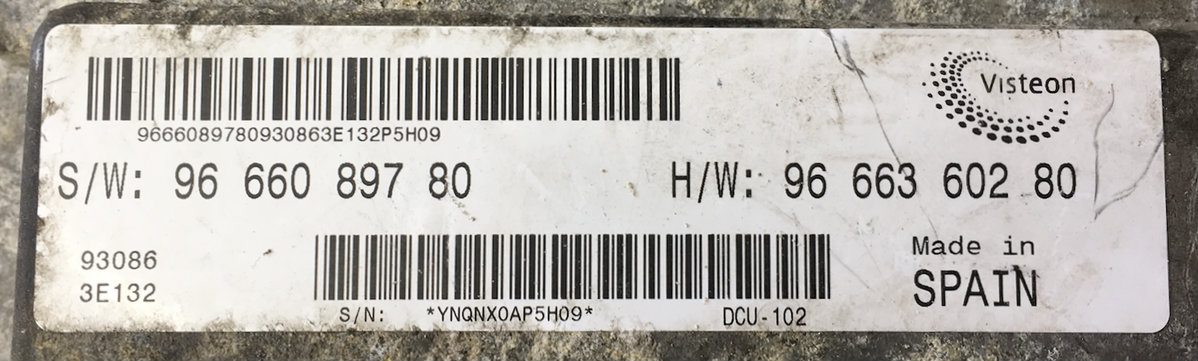 Visteon
9666089780930863E132P5H09
S/W: 96 660 897 80 H/W: 96 663 602 80
93086
3E132
Made in
SPAIN
S/N: *YNQNX0AP5H09* DCU-102